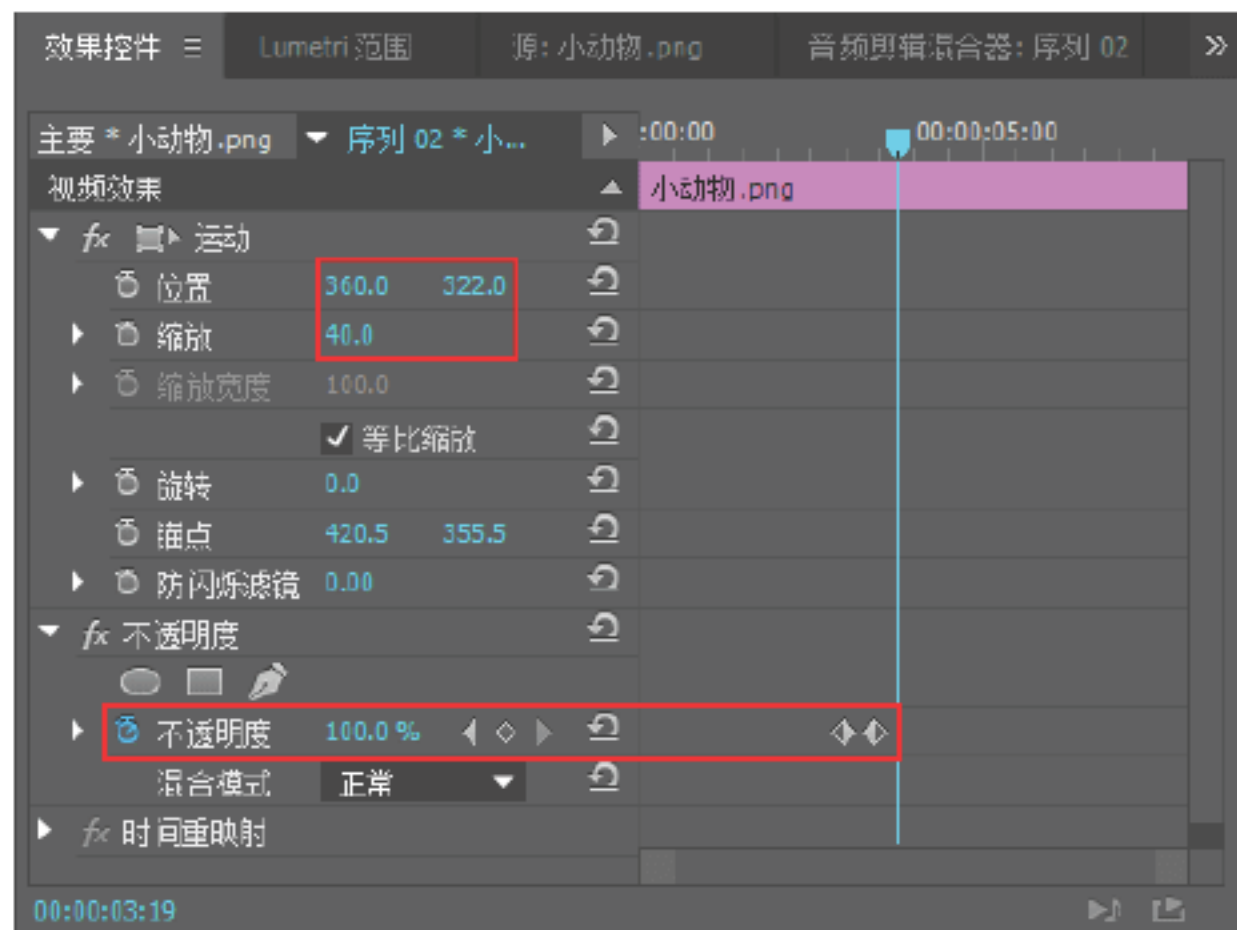 效果控件 Lumetri 范围 源: 小动物.png 音频剪辑混合器: 序列 02
主要 * 小动物.png 序列 02 * 小... :00:00 00:00:05:00
视频效果 小动物.png
fx 运动
位置 360.0 322.0
缩放 40.0
缩放宽度 100.0
等比缩放
旋转 0.0
锚点 420.5 355.5
防闪烁滤镜 0.00
fx 不透明度
不透明度 100.0 %
混合模式 正常
fx 时间重映射
00:00:03:19